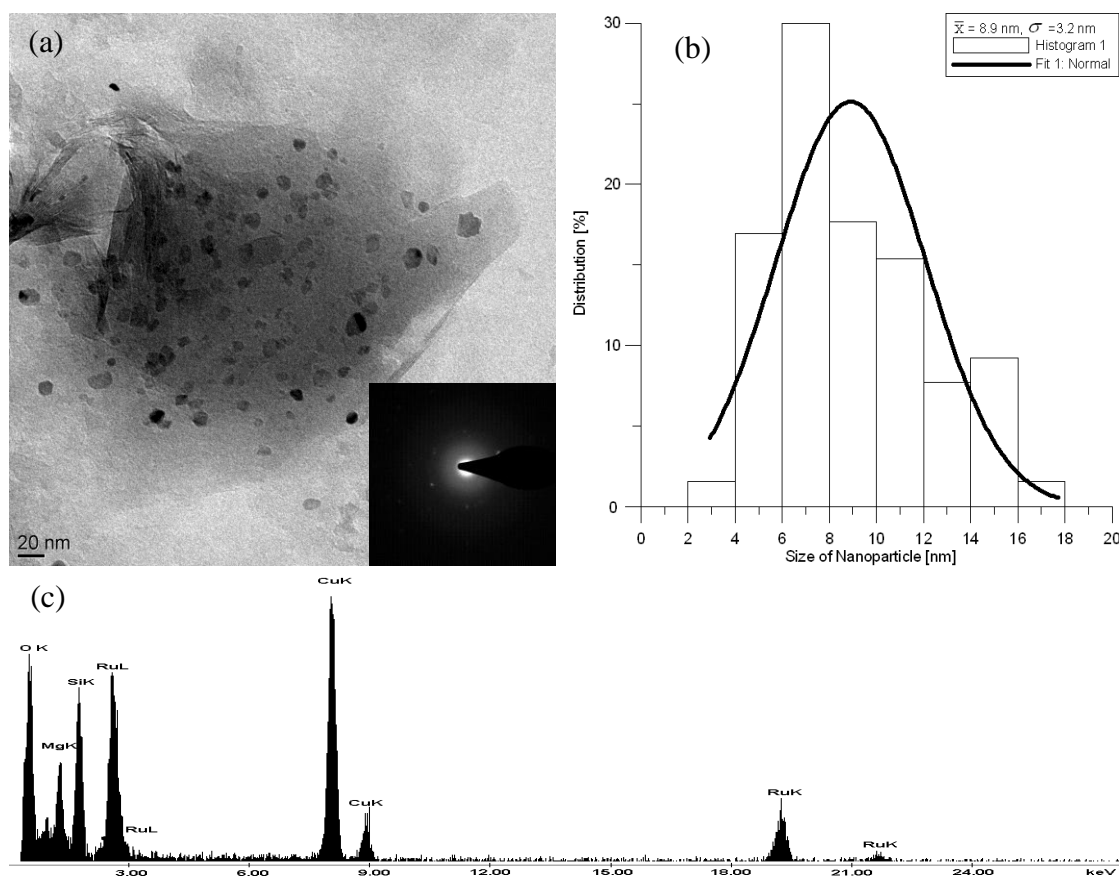 (a)
20 nm
(b)
x̄ = 8.9 nm, σ =3.2 nm
Histogram 1
Fit 1: Normal
30
20
10
0
Distribution [%]
0 2 4 6 8 10 12 14 16 18 20
Size of Nanoparticle [nm]
(c)
O K
MgK
SiK
RuL
RuL
CuK
CuK
RuK
RuK
3.00 6.00 9.00 12.00 15.00 18.00 21.00 24.00 keV